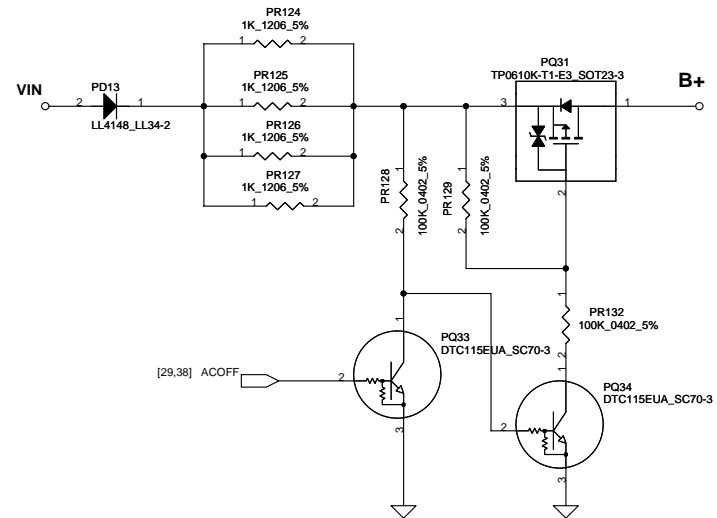 PR124
1K_1206_5%
1 2
PR125
1K_1206_5%
1 2
PR126
1K_1206_5%
1 2
PR127
1K_1206_5%
1 2
VIN
PD13
2 1
LL4148_LL34-2
PQ31
TP0610K-T1-E3_SOT23-3
B+
3 1
2
PR128
100K_0402_5%
1 2
PR129
100K_0402_5%
1 2
PR132
100K_0402_5%
1 2
PQ33
DTC115EUA_SC70-3
1
2
3
[29,38] ACOFF
PQ34
DTC115EUA_SC70-3
1
2
3